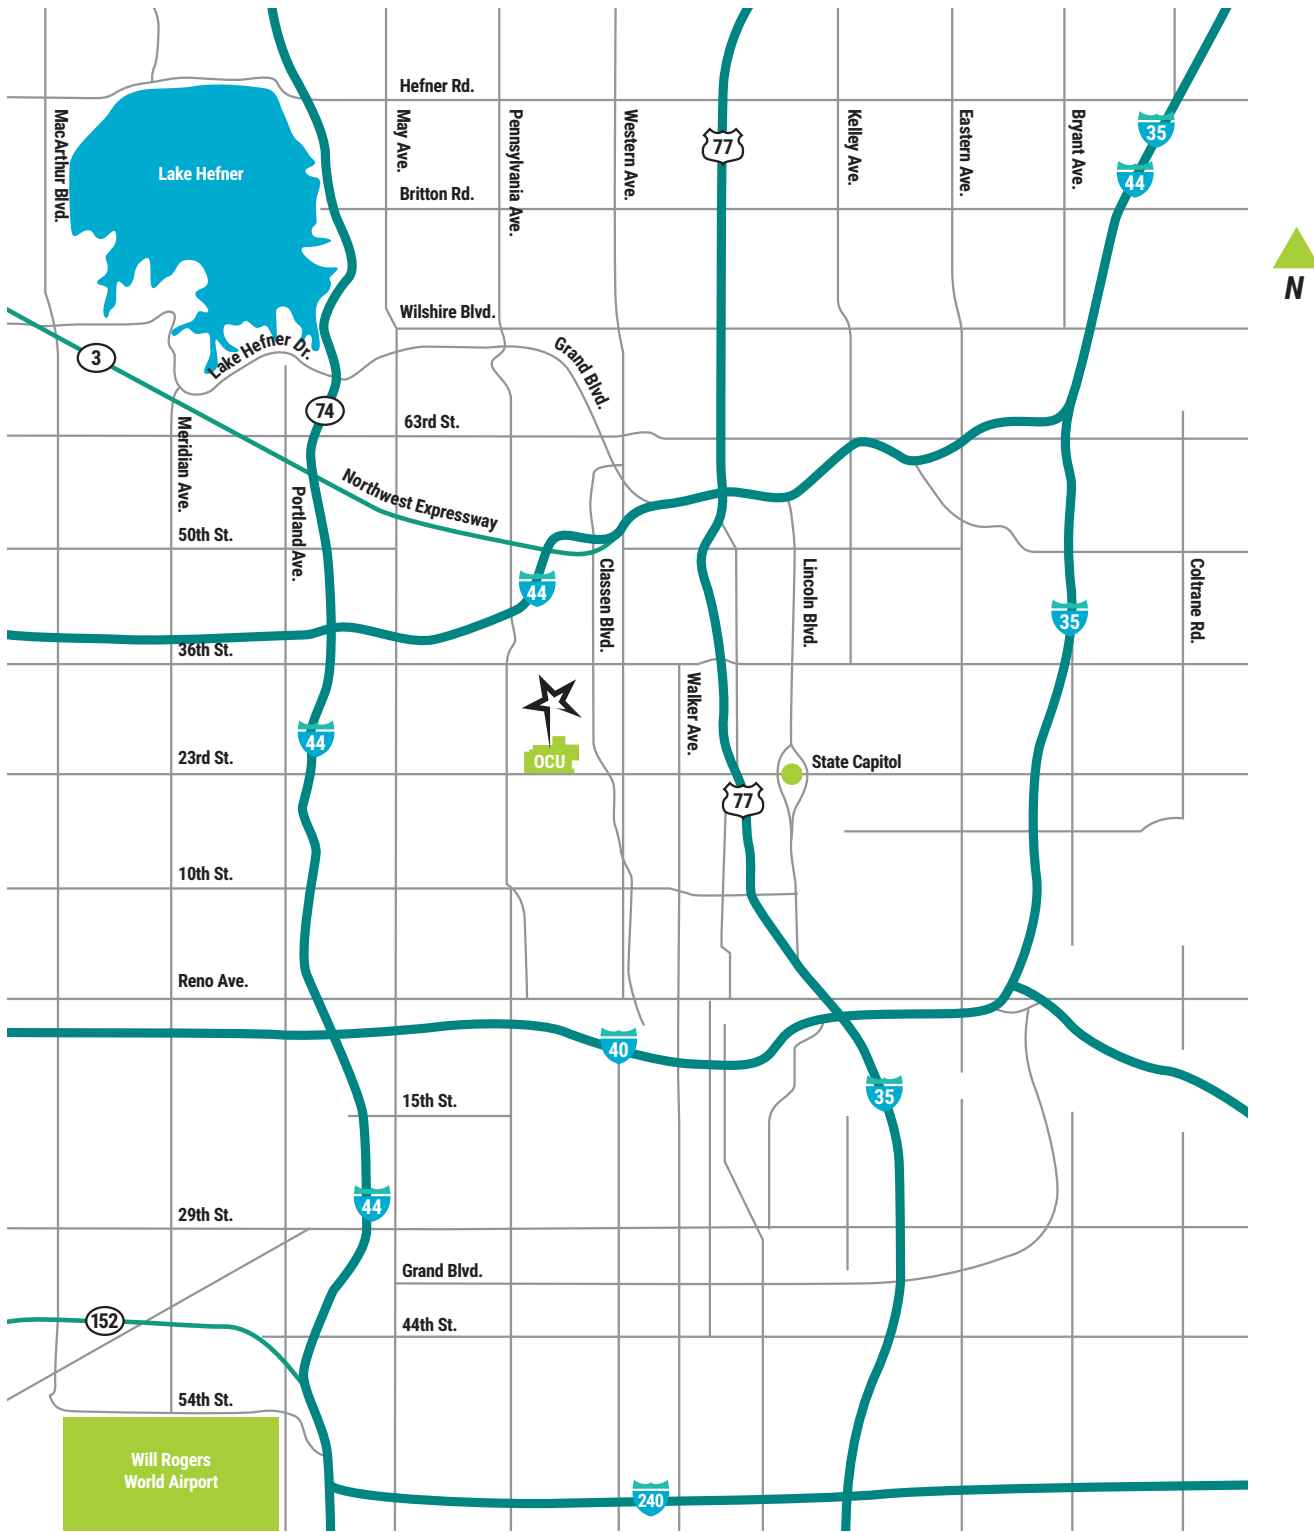 Hefner Rd.
MacArthur Blvd.
May Ave.
Pennsylvania Ave.
Western Ave.
77
Kelley Ave.
Eastern Ave.
Bryant Ave.
35
44
Lake Hefner
Britton Rd.
N
Wilshire Blvd.
3
Lake Hefner Dr.
Grand Blvd.
74
63rd St.
Meridian Ave.
Northwest Expressway
Portland Ave.
50th St.
44
Classen Blvd.
Lincoln Blvd.
Coltrane Rd.
35
36th St.
Walker Ave.
44
23rd St.
OCU
State Capitol
77
10th St.
Reno Ave.
40
15th St.
35
44
29th St.
Grand Blvd.
152
44th St.
54th St.
Will Rogers
World Airport
240